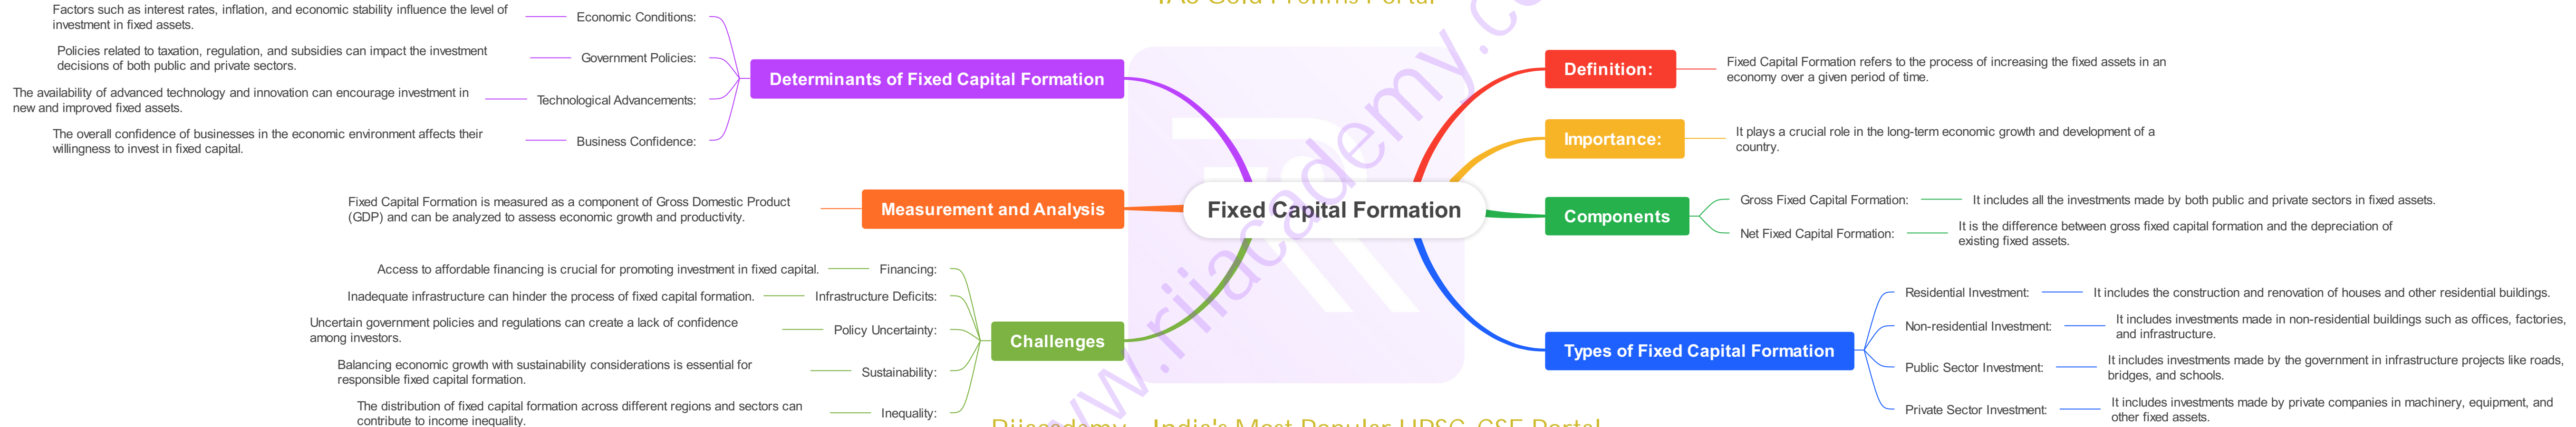 IAS Gold Prelims Portal
Fixed Capital Formation
Definition:
Fixed Capital Formation refers to the process of increasing the fixed assets in an
economy over a given period of time.
Importance:
It plays a crucial role in the long-term economic growth and development of a
country.
Components
Gross Fixed Capital Formation:
It includes all the investments made by both public and private sectors in fixed assets.
Net Fixed Capital Formation:
It is the difference between gross fixed capital formation and the depreciation of
existing fixed assets.
Types of Fixed Capital Formation
Residential Investment:
It includes the construction and renovation of houses and other residential buildings.
Non-residential Investment:
It includes investments made in non-residential buildings such as offices, factories,
and infrastructure.
Public Sector Investment:
It includes investments made by the government in infrastructure projects like roads,
bridges, and schools.
Private Sector Investment:
It includes investments made by private companies in machinery, equipment, and
other fixed assets.
Determinants of Fixed Capital Formation
Economic Conditions:
Factors such as interest rates, inflation, and economic stability influence the level of
investment in fixed assets.
Government Policies:
Policies related to taxation, regulation, and subsidies can impact the investment
decisions of both public and private sectors.
Technological Advancements:
The availability of advanced technology and innovation can encourage investment in
new and improved fixed assets.
Business Confidence:
The overall confidence of businesses in the economic environment affects their
willingness to invest in fixed capital.
Measurement and Analysis
Fixed Capital Formation is measured as a component of Gross Domestic Product
(GDP) and can be analyzed to assess economic growth and productivity.
Challenges
Financing:
Access to affordable financing is crucial for promoting investment in fixed capital.
Infrastructure Deficits:
Inadequate infrastructure can hinder the process of fixed capital formation.
Policy Uncertainty:
Uncertain government policies and regulations can create a lack of confidence
among investors.
Sustainability:
Balancing economic growth with sustainability considerations is essential for
responsible fixed capital formation.
Inequality:
The distribution of fixed capital formation across different regions and sectors can
contribute to income inequality.
www.rijiacademy.co
India's Most Popular UPSC-CSE Portal